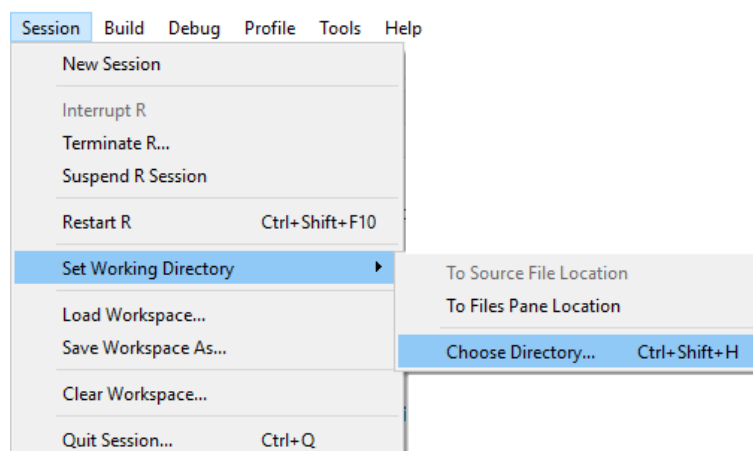 Session Build Debug Profile Tools Help
New Session
Interrupt R
Terminate R...
Suspend R Session
Restart R Ctrl+Shift+F10
Set Working Directory
To Source File Location
To Files Pane Location
Choose Directory... Ctrl+Shift+H
Load Workspace...
Save Workspace As...
Clear Workspace...
Quit Session... Ctrl+Q